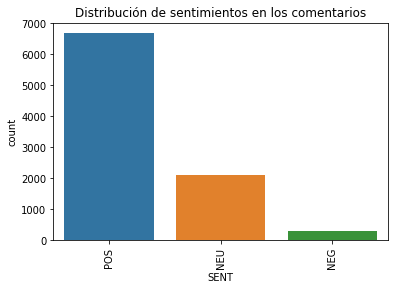 Distribución de sentimientos en los comentarios
7000
6000
5000
4000
3000
2000
1000
0
count
POS
NEU
NEG
SENT